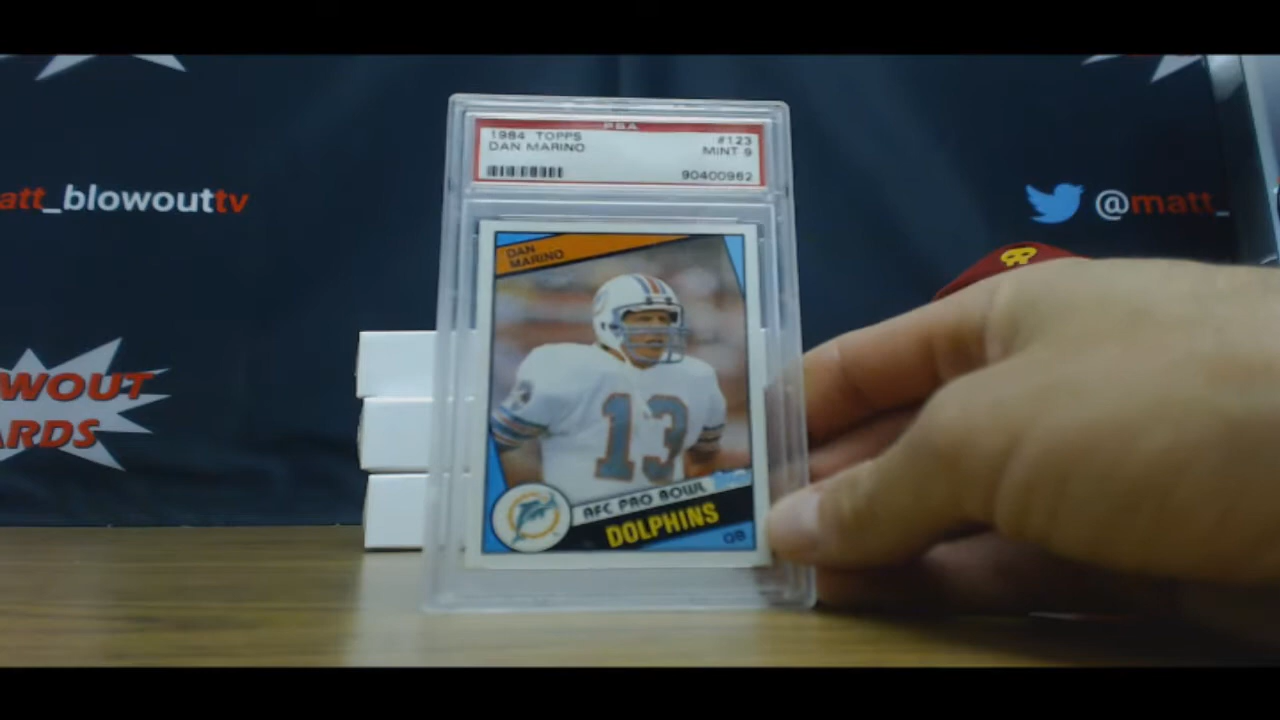 PSA
1984 TOPPS #123
DAN MARINO MINT 9
90400962
att_blowouttv
@matt_
DAN
MARINO
13
AFC PRO BOWL
DOLPHINS
QB
WOUT
ARDS